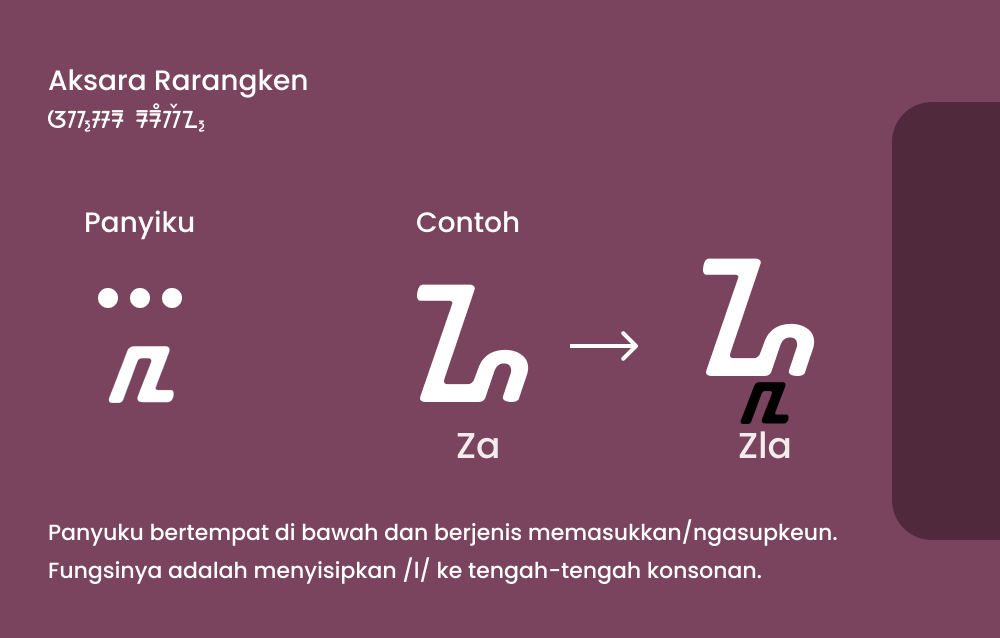 Aksara Rarangken
ᮃᮊ᮪ᮞᮛ ᮛᮛᮀᮊᮨᮔ᮪
Panyiku
ᮣ
Contoh
ᮐ → ᮐᮣ
Za Zla
Panyuku bertempat di bawah dan berjenis memasukkan/ngasupkeun.
Fungsinya adalah menyisipkan /l/ ke tengah-tengah konsonan.